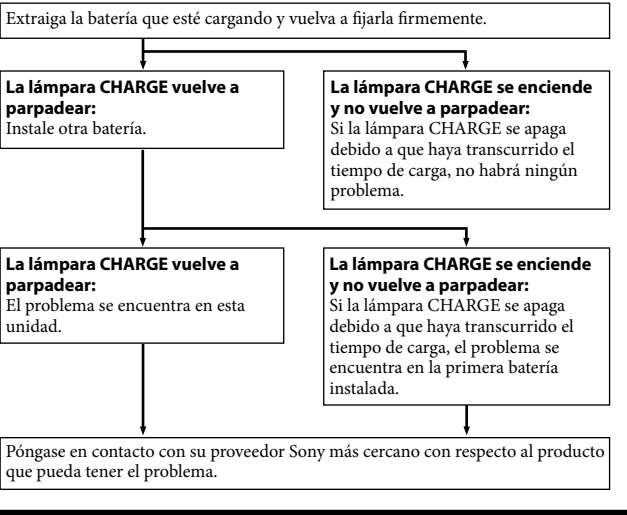 Extraiga la batería que esté cargando y vuelva a fijarla firmemente.
La lámpara CHARGE vuelve a
parpadear:
Instale otra batería.
La lámpara CHARGE se enciende
y no vuelve a parpadear:
Si la lámpara CHARGE se apaga
debido a que haya transcurrido el
tiempo de carga, no habrá ningún
problema.
La lámpara CHARGE vuelve a
parpadear:
El problema se encuentra en esta
unidad.
La lámpara CHARGE se enciende
y no vuelve a parpadear:
Si la lámpara CHARGE se apaga
debido a que haya transcurrido el
tiempo de carga, el problema se
encuentra en la primera batería
instalada.
Póngase en contacto con su proveedor Sony más cercano con respecto al producto
que pueda tener el problema.